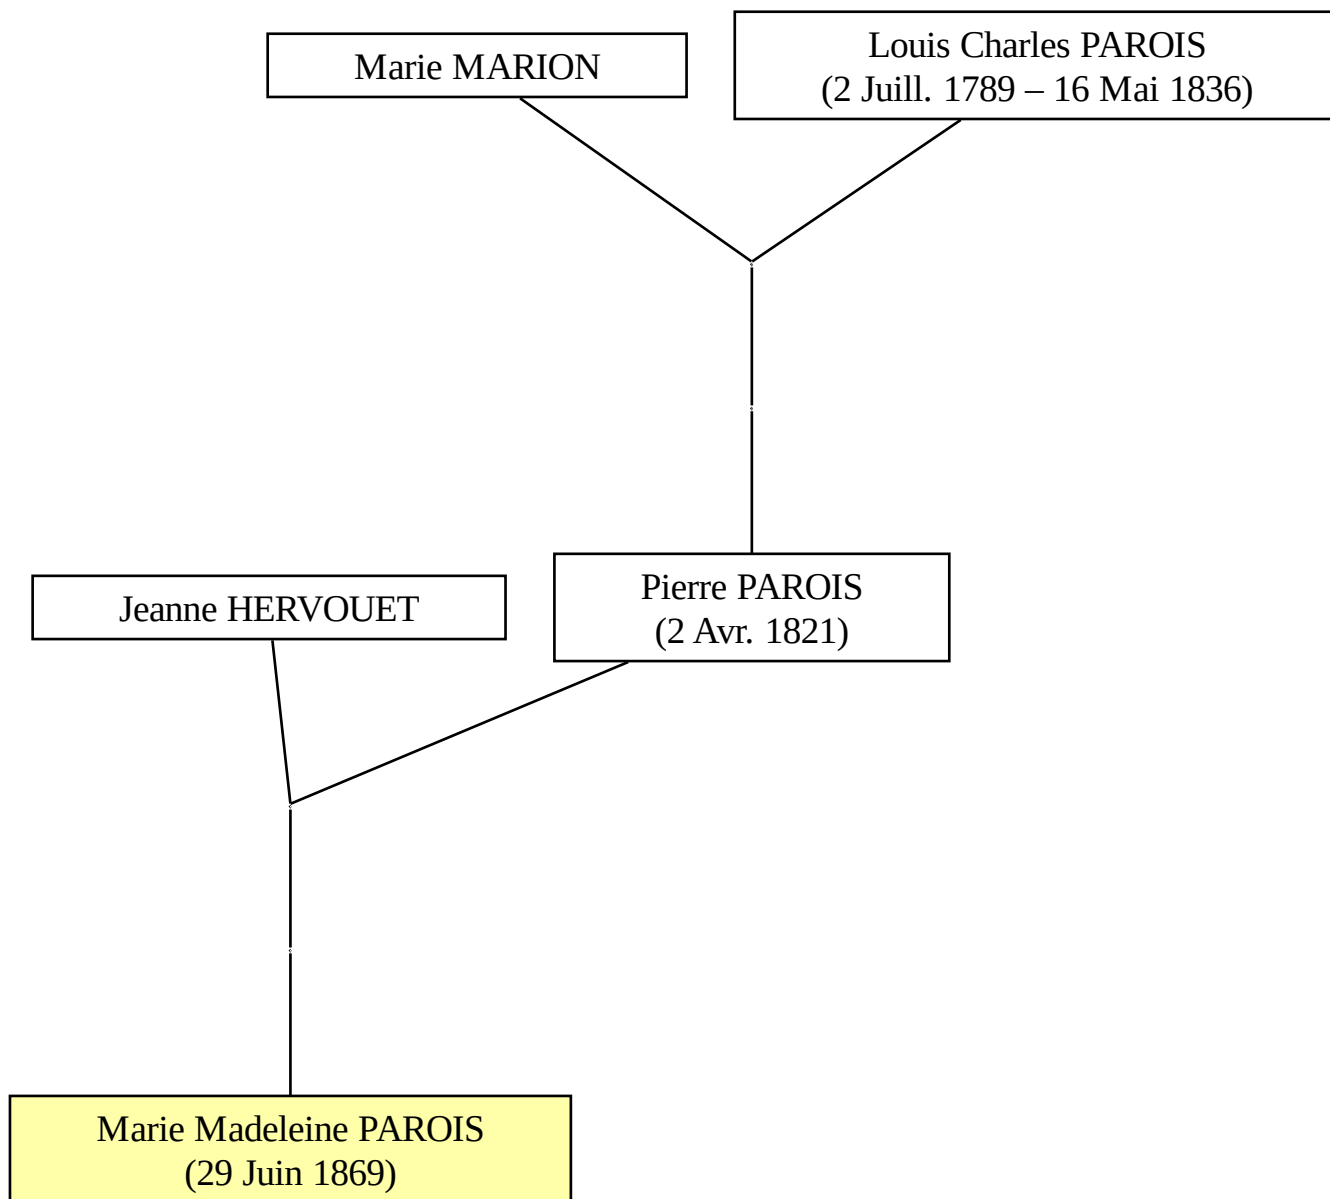 Marie MARION
Louis Charles PAROIS
(2 Juill. 1789 – 16 Mai 1836)
Jeanne HERVOUET
Pierre PAROIS
(2 Avr. 1821)
Marie Madeleine PAROIS
(29 Juin 1869)